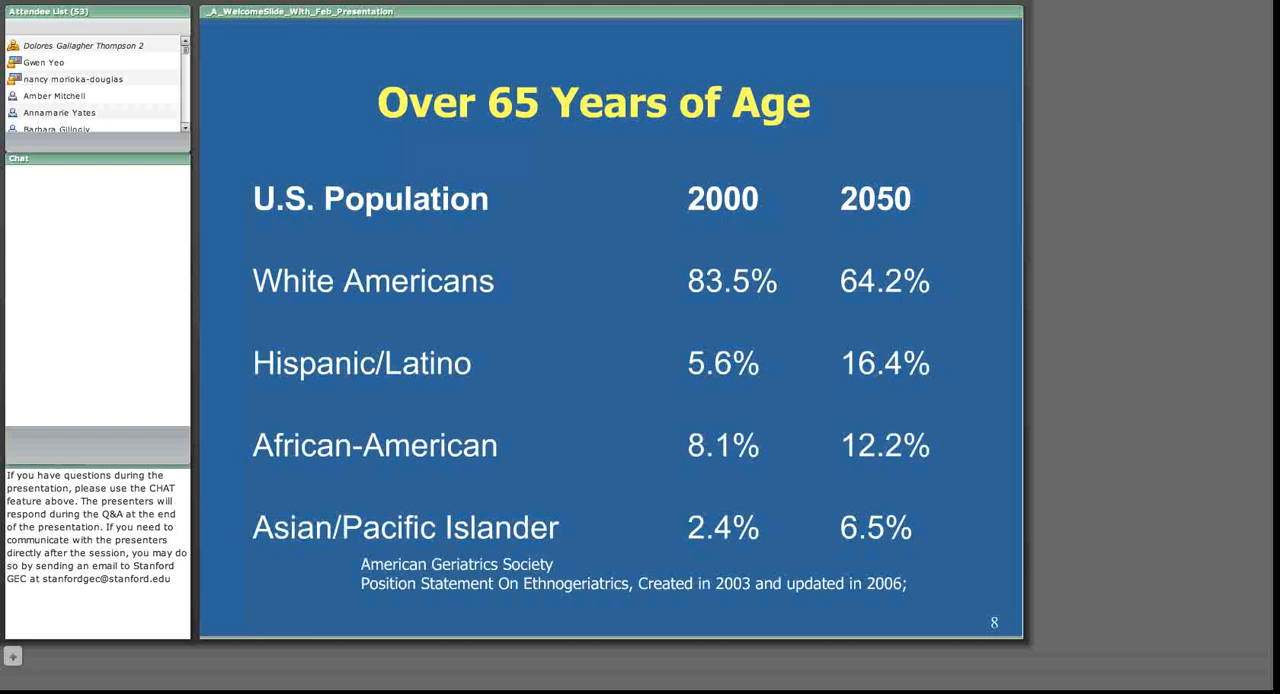 Attendee List (53)
Dolores Gallagher Thompson 2
Gwen Yeo
nancy morioka-douglas
Amber Mitchell
Annamarie Yates
Barbara Gillogly
Chat
If you have questions during the
presentation, please use the CHAT
feature above. The presenters will
respond during the Q&A at the end
of the presentation. If you need to
communicate with the presenters
directly after the session, you may do
so by sending an email to Stanford
GEC at stanfordgec@stanford.edu
_A_WelcomeSlide_With_Feb_Presentation
Over 65 Years of Age
U.S. Population 2000 2050
White Americans 83.5% 64.2%
Hispanic/Latino 5.6% 16.4%
African-American 8.1% 12.2%
Asian/Pacific Islander 2.4% 6.5%
American Geriatrics Society
Position Statement On Ethnogeriatrics, Created in 2003 and updated in 2006;
8